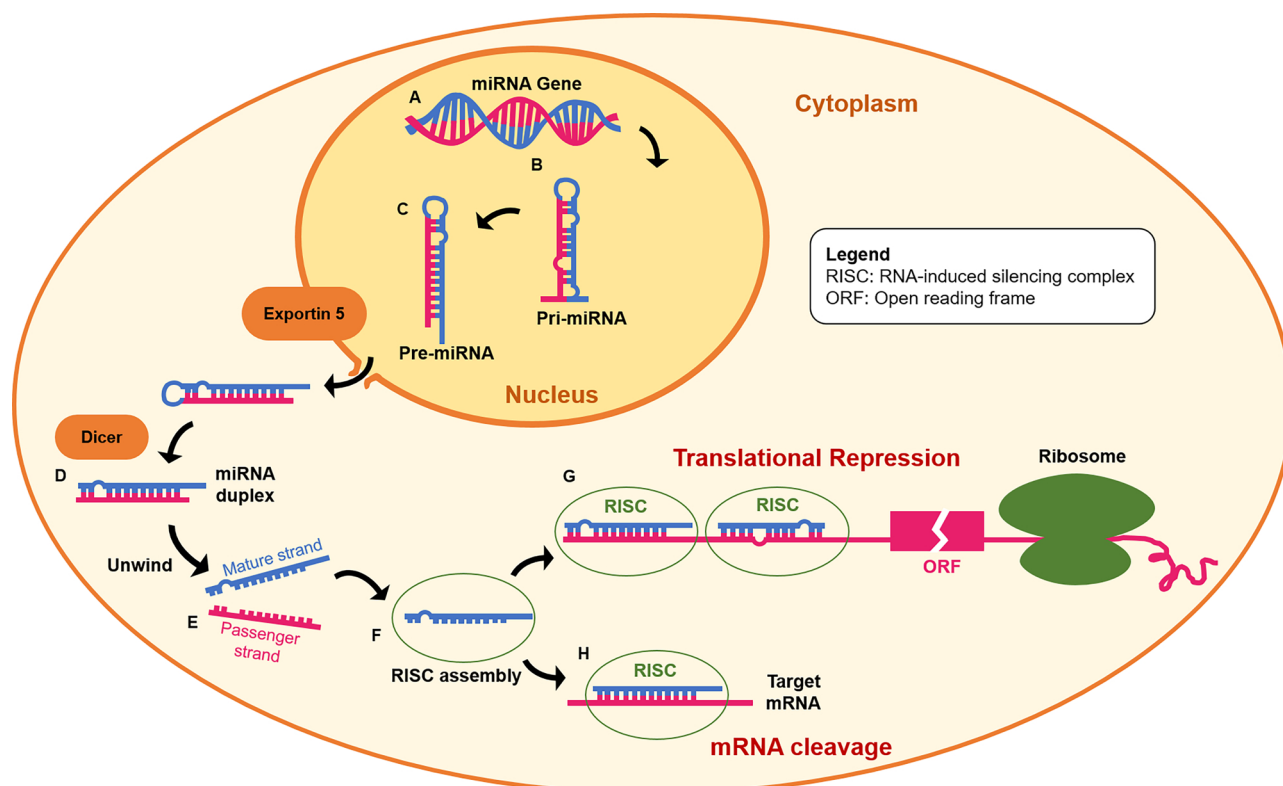 A
miRNA Gene
Cytoplasm
B
C
Pri-miRNA
Pre-miRNA
Nucleus
Legend
RISC: RNA-induced silencing complex
ORF: Open reading frame
Exportin 5
Dicer
D
miRNA
duplex
Unwind
Mature strand
E
Passenger
strand
F
RISC assembly
Translational Repression
G
RISC
RISC
ORF
Ribosome
H
RISC
Target
mRNA
mRNA cleavage